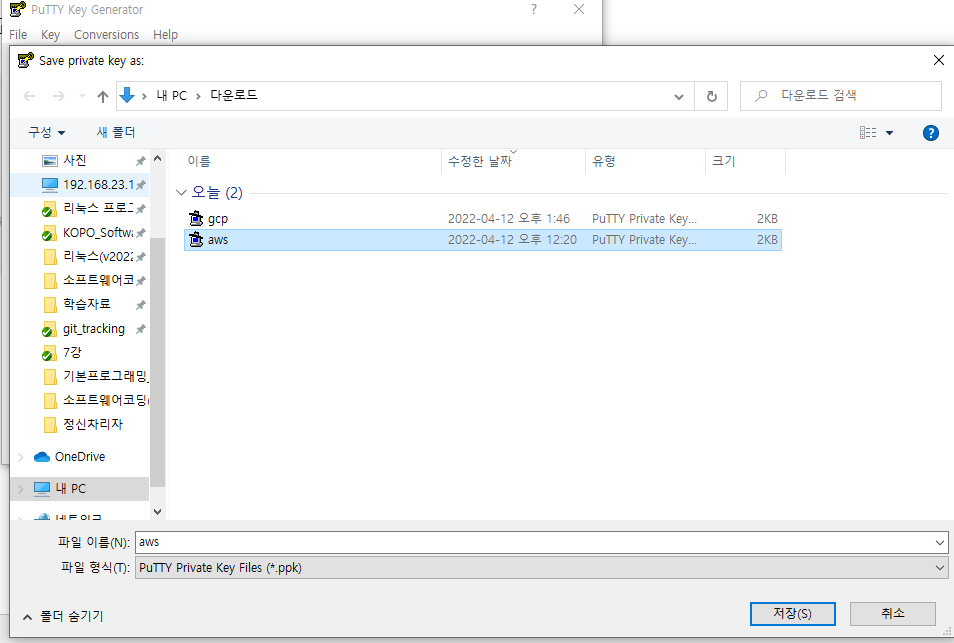 PuTTY Key Generator
?
File Key Conversions Help
Save private key as:
내 PC > 다운로드
다운로드 검색
구성 새 폴더
이름 수정한 날짜 유형 크기
사진
192.168.23.1
리눅스 프로그
KOPO_Softwa
리눅스(v2022
소프트웨어코
학습자료
git_tracking
7강
기본프로그래밍_
소프트웨어코딩(
정신차리자
OneDrive
내 PC
네트워크
오늘 (2)
gcp 2022-04-12 오후 1:46 PuTTY Private Key... 2KB
aws 2022-04-12 오후 12:20 PuTTY Private Key... 2KB
파일 이름(N): aws
파일 형식(T): PuTTY Private Key Files (*.ppk)
폴더 숨기기
저장(S) 취소